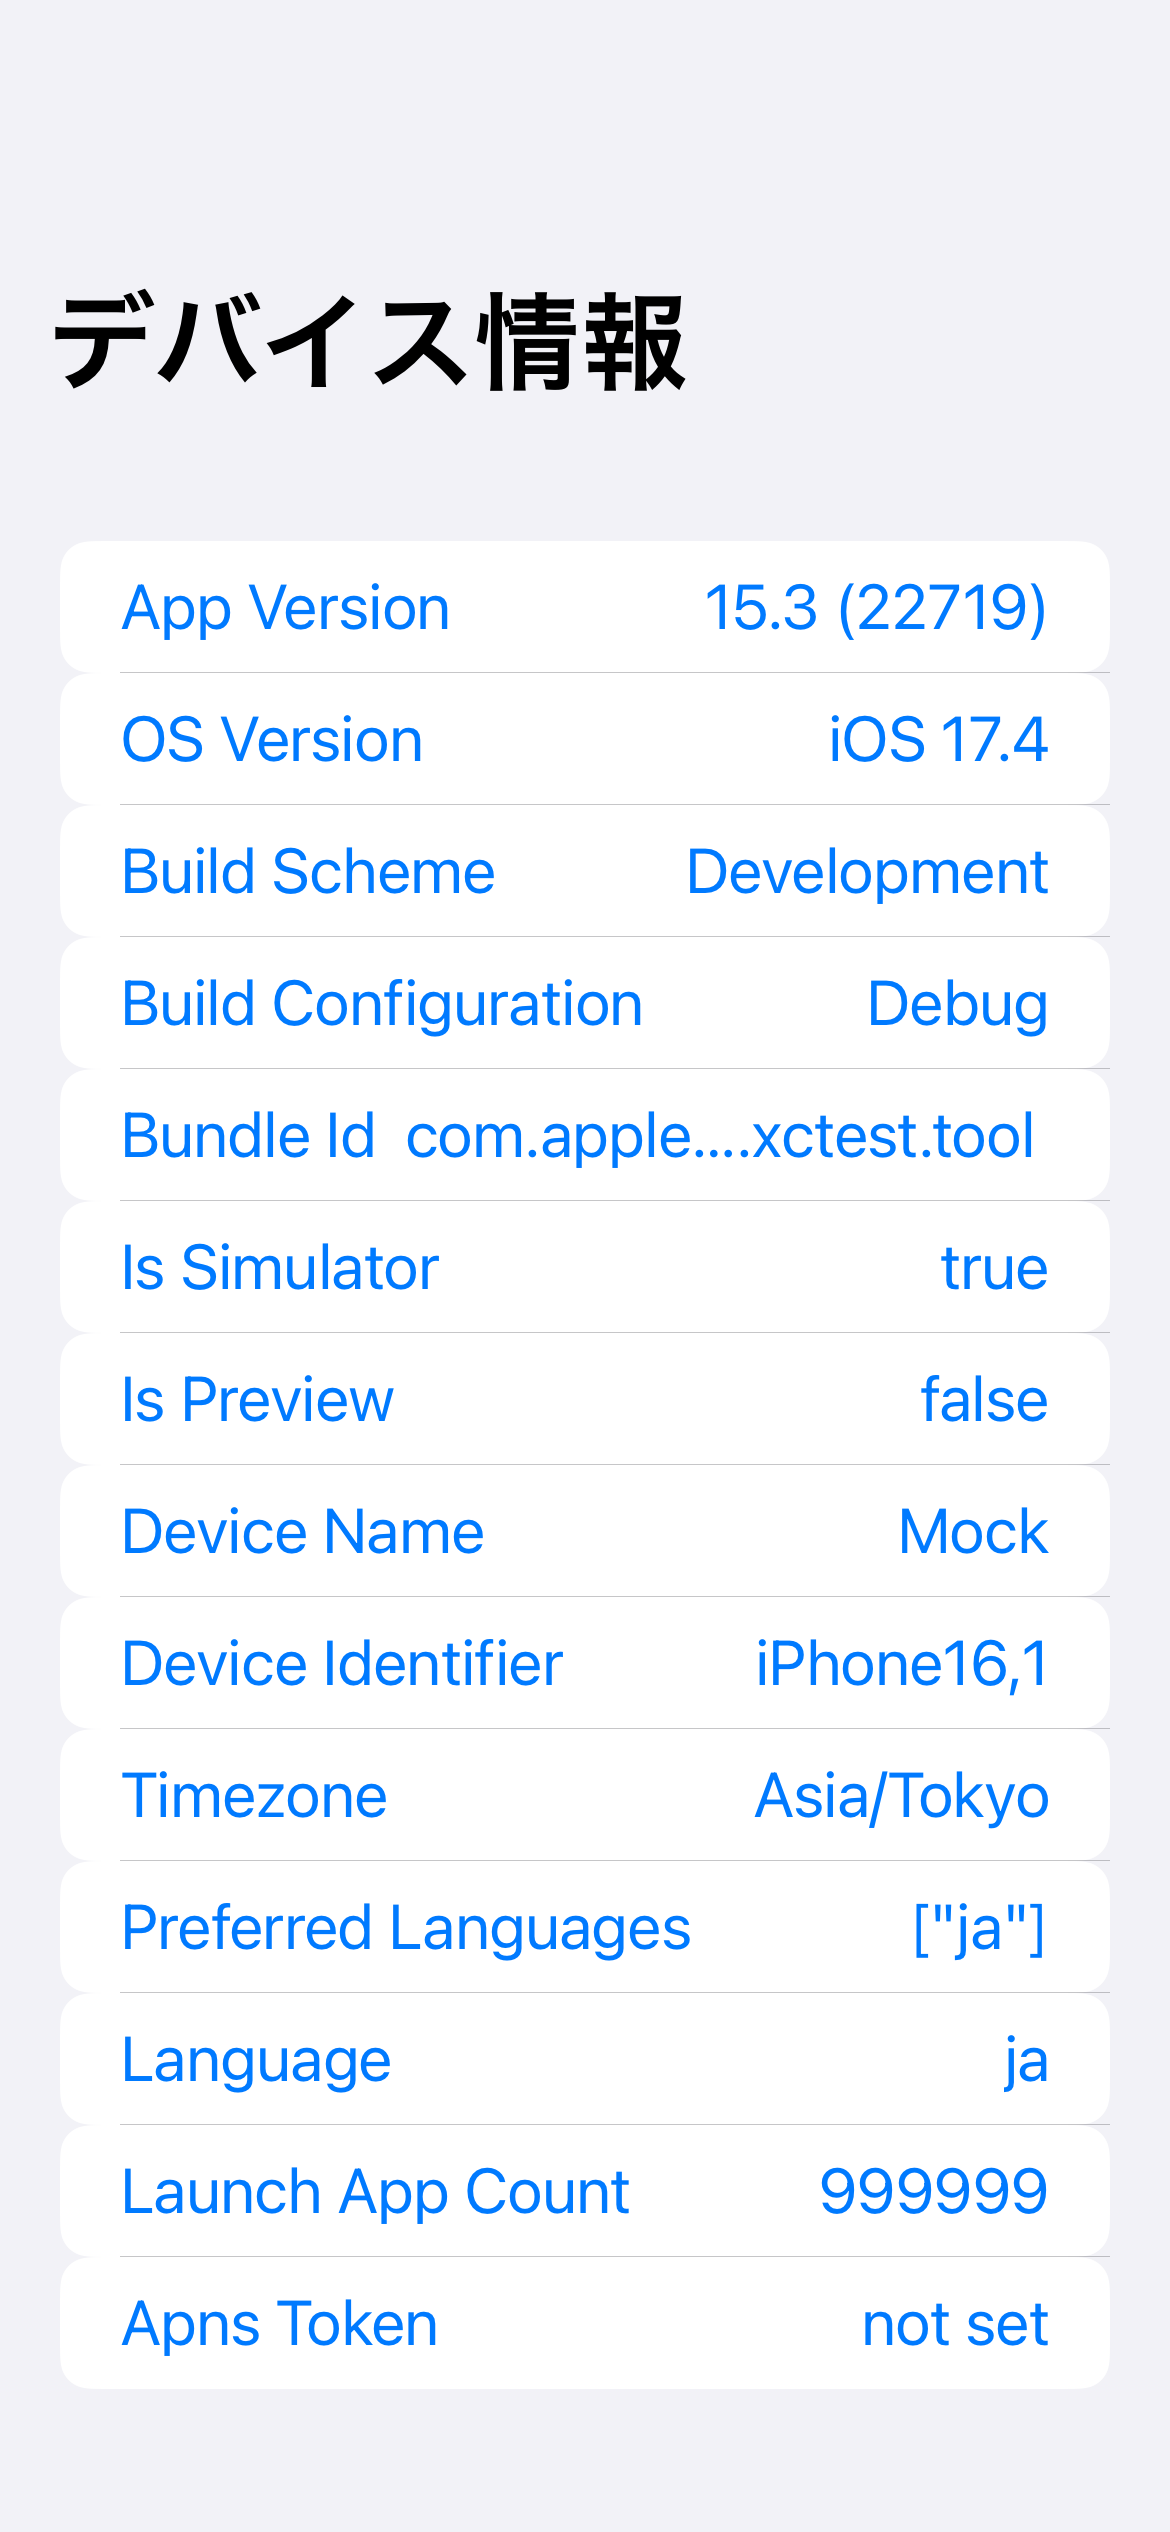 デバイス情報
App Version 15.3 (22719)
OS Version iOS 17.4
Build Scheme Development
Build Configuration Debug
Bundle Id com.apple....xctest.tool
Is Simulator true
Is Preview false
Device Name Mock
Device Identifier iPhone16,1
Timezone Asia/Tokyo
Preferred Languages ["ja"]
Language ja
Launch App Count 999999
Apns Token not set